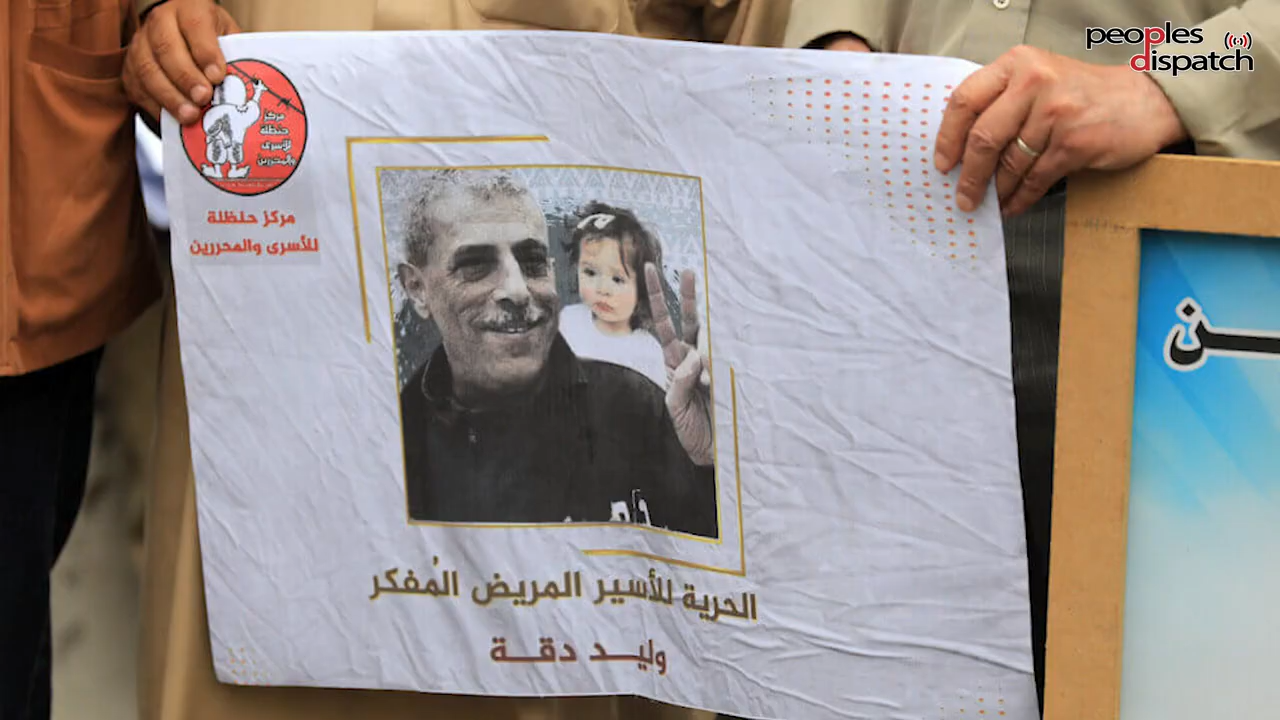 peoples
dispatch
مركز
حنظلة
للأسرى
والمحررين
مركز حنظلة
للأسرى والمحررين
الحرية للأسير المريض المُفكر
وليد دقة